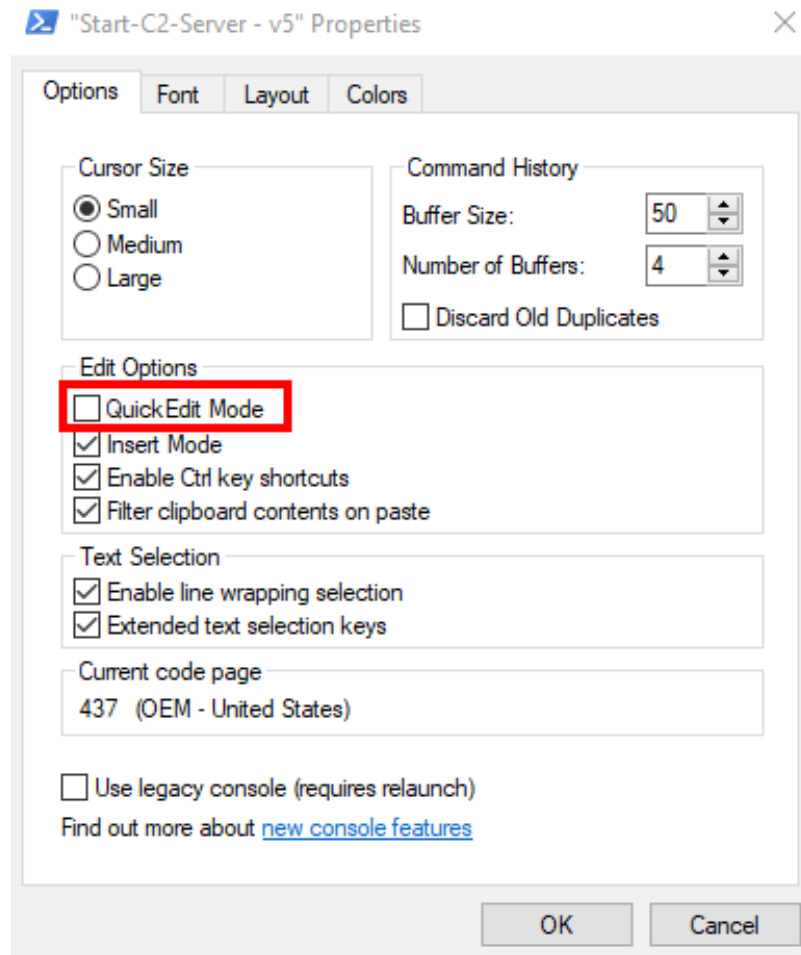 "Start-C2-Server - v5" Properties
Options Font Layout Colors
Cursor Size
Small
Medium
Large
Command History
Buffer Size: 50
Number of Buffers: 4
Discard Old Duplicates
Edit Options
QuickEdit Mode
Insert Mode
Enable Ctrl key shortcuts
Filter clipboard contents on paste
Text Selection
Enable line wrapping selection
Extended text selection keys
Current code page
437 (OEM - United States)
Use legacy console (requires relaunch)
Find out more about new console features
OK Cancel